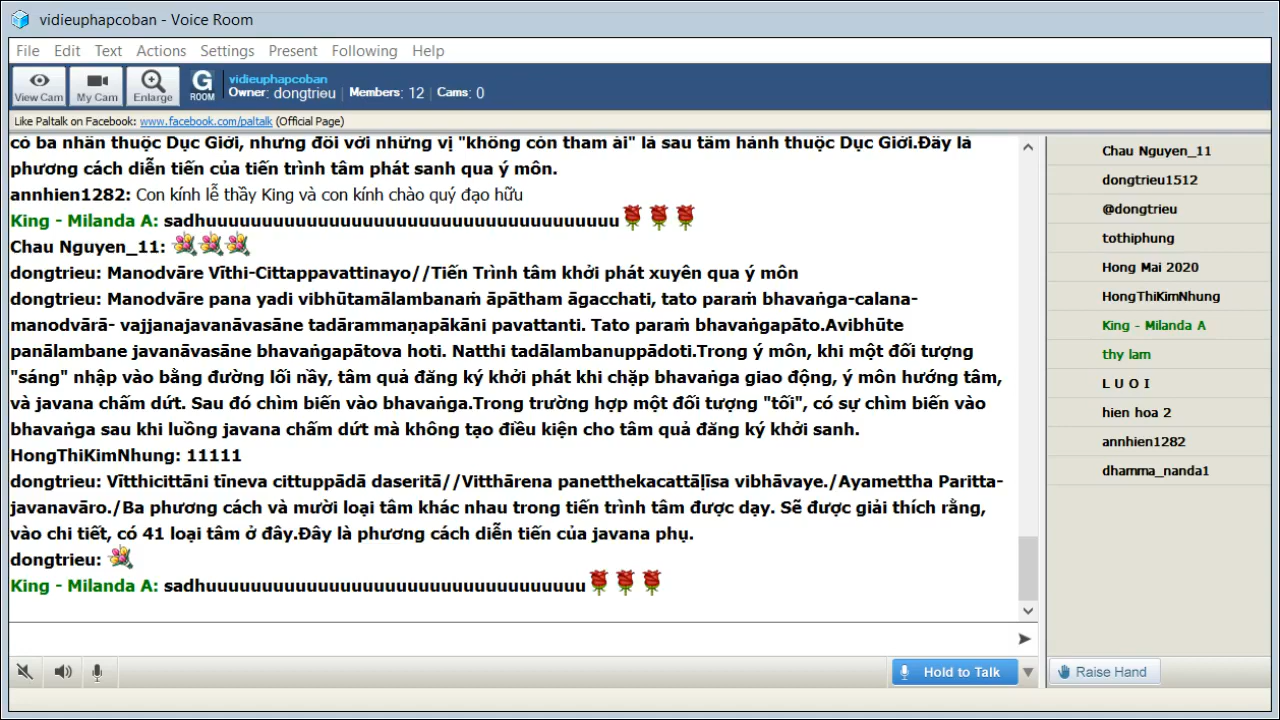 vidieuphapcoban - Voice Room
File Edit Text Actions Settings Present Following Help
View Cam My Cam Enlarge G ROOM vidieuphapcoban
Owner: dongtrieu | Members: 12 | Cams: 0
Like Paltalk on Facebook: www.facebook.com/paltalk (Official Page)
có ba nhân thuộc Dục Giới, nhưng đối với những vị "không còn tham ái" là sau tâm hành thuộc Dục Giới.Đây là
phương cách diễn tiến của tiến trình tâm phát sanh qua ý môn.
annhien1282: Con kính lễ thầy King và con kính chào quý đạo hữu
King - Milanda A: sadhuuuuuuuuuuuuuuuuuuuuuuuuuuuuuuuuuuuuu
Chau Nguyen_11:
dongtrieu: Manodvāre Vīthi-Cittappavattinayo//Tiến Trình tâm khởi phát xuyên qua ý môn
dongtrieu: Manodvāre pana yadi vibhūtamālambanaṁ āpātham āgacchati, tato paraṁ bhavaṅga-calana-
manodvārā- vajjanajavanāvasāne tadārammaṇapākāni pavattanti. Tato paraṁ bhavaṅgapāto.Avibhūte
panālambane javanāvasāne bhavaṅgapātova hoti. Natthi tadālambanuppādoti.Trong ý môn, khi một đối tượng
"sáng" nhập vào bằng đường lối nầy, tâm quả đăng ký khởi phát khi chặp bhavaṅga giao động, ý môn hướng tâm,
và javana chấm dứt. Sau đó chìm biến vào bhavaṅga.Trong trường hợp một đối tượng "tối", có sự chìm biến vào
bhavaṅga sau khi luồng javana chấm dứt mà không tạo điều kiện cho tâm quả đăng ký khởi sanh.
HongThiKimNhung: 11111
dongtrieu: Vītthicittāni tīneva cittuppādā daseritā//Vitthārena panetthekacattāḷīsa vibhāvaye./Ayamettha Paritta-
javanavāro./Ba phương cách và mười loại tâm khác nhau trong tiến trình tâm được dạy. Sẽ được giải thích rằng,
vào chi tiết, có 41 loại tâm ở đây.Đây là phương cách diễn tiến của javana phụ.
dongtrieu:
King - Milanda A: sadhuuuuuuuuuuuuuuuuuuuuuuuuuuuuuuuuuu
Hold to Talk
Chau Nguyen_11
dongtrieu1512
@dongtrieu
tothiphung
Hong Mai 2020
HongThiKimNhung
King - Milanda A
thy lam
L U O I
hien hoa 2
annhien1282
dhamma_nanda1
Raise Hand